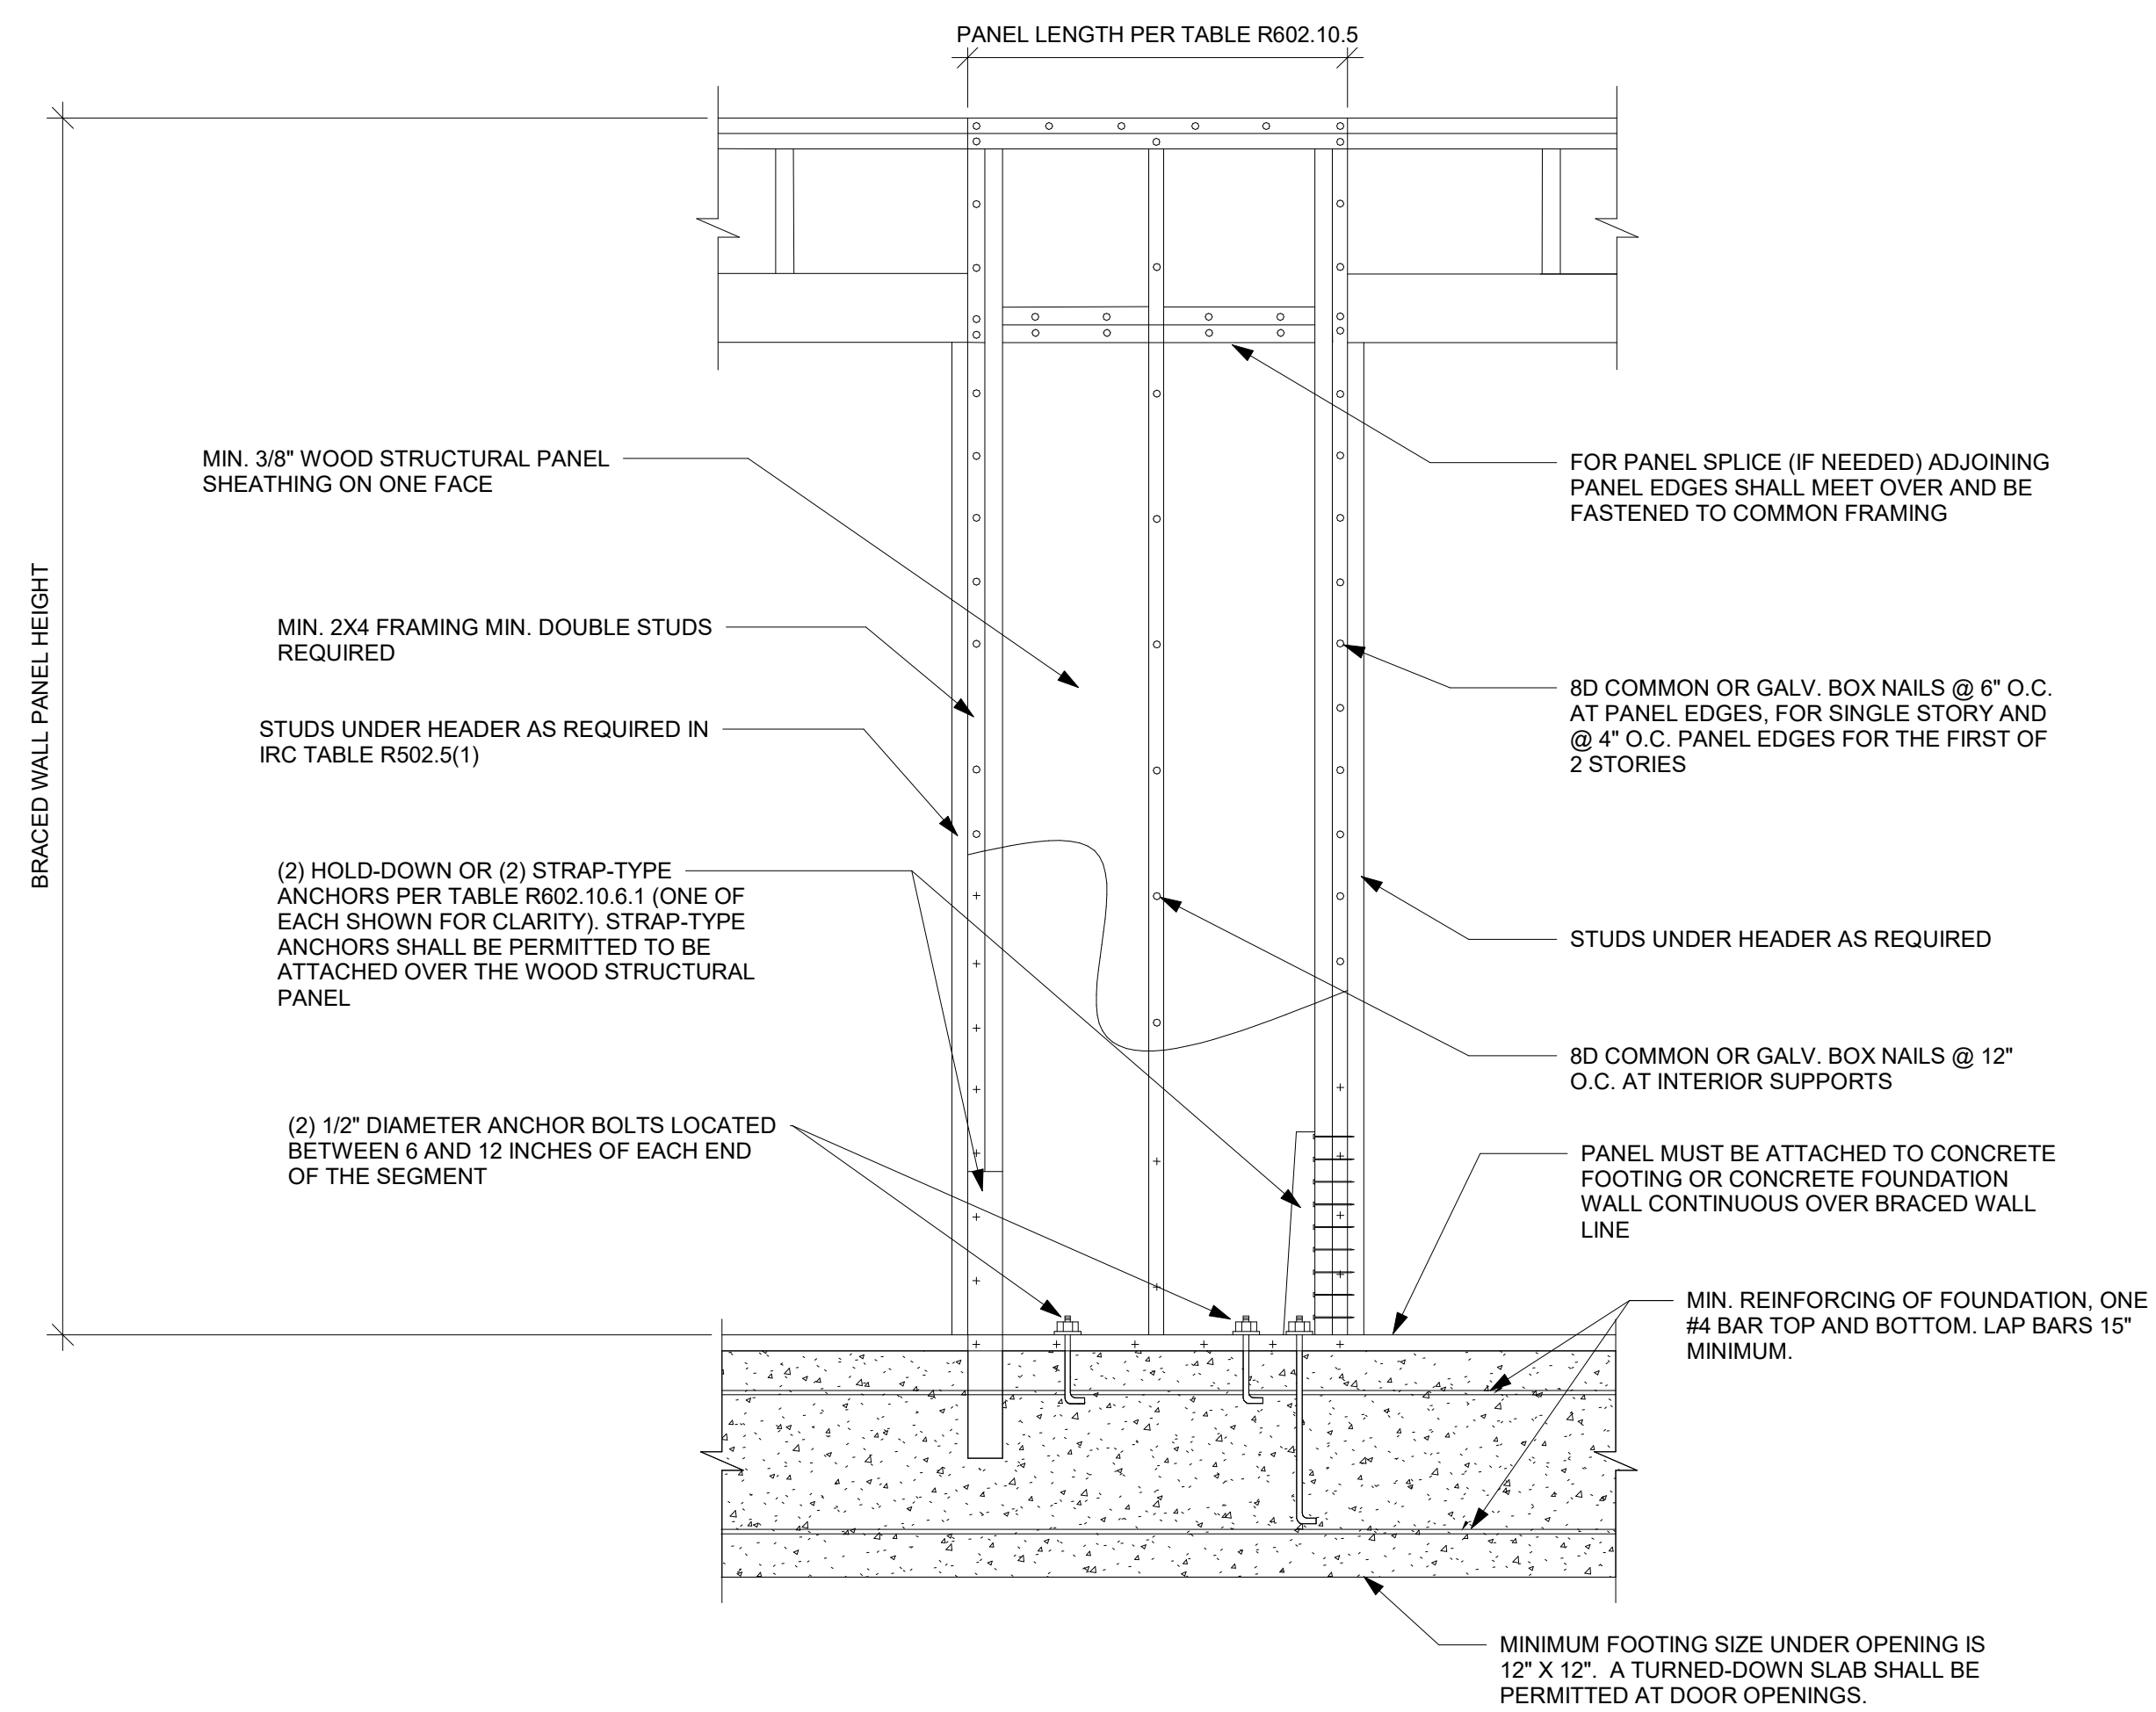 PANEL LENGTH PER TABLE R602.10.5
BRACED WALL PANEL HEIGHT
MIN. 3/8" WOOD STRUCTURAL PANEL
SHEATHING ON ONE FACE
MIN. 2X4 FRAMING MIN. DOUBLE STUDS
REQUIRED
STUDS UNDER HEADER AS REQUIRED IN
IRC TABLE R502.5(1)
(2) HOLD-DOWN OR (2) STRAP-TYPE
ANCHORS PER TABLE R602.10.6.1 (ONE OF
EACH SHOWN FOR CLARITY). STRAP-TYPE
ANCHORS SHALL BE PERMITTED TO BE
ATTACHED OVER THE WOOD STRUCTURAL
PANEL
(2) 1/2" DIAMETER ANCHOR BOLTS LOCATED
BETWEEN 6 AND 12 INCHES OF EACH END
OF THE SEGMENT
FOR PANEL SPLICE (IF NEEDED) ADJOINING
PANEL EDGES SHALL MEET OVER AND BE
FASTENED TO COMMON FRAMING
8D COMMON OR GALV. BOX NAILS @ 6" O.C.
AT PANEL EDGES, FOR SINGLE STORY AND
@ 4" O.C. PANEL EDGES FOR THE FIRST OF
2 STORIES
STUDS UNDER HEADER AS REQUIRED
8D COMMON OR GALV. BOX NAILS @ 12"
O.C. AT INTERIOR SUPPORTS
PANEL MUST BE ATTACHED TO CONCRETE
FOOTING OR CONCRETE FOUNDATION
WALL CONTINUOUS OVER BRACED WALL
LINE
MIN. REINFORCING OF FOUNDATION, ONE
#4 BAR TOP AND BOTTOM. LAP BARS 15"
MINIMUM.
MINIMUM FOOTING SIZE UNDER OPENING IS
12" X 12".  A TURNED-DOWN SLAB SHALL BE
PERMITTED AT DOOR OPENINGS.